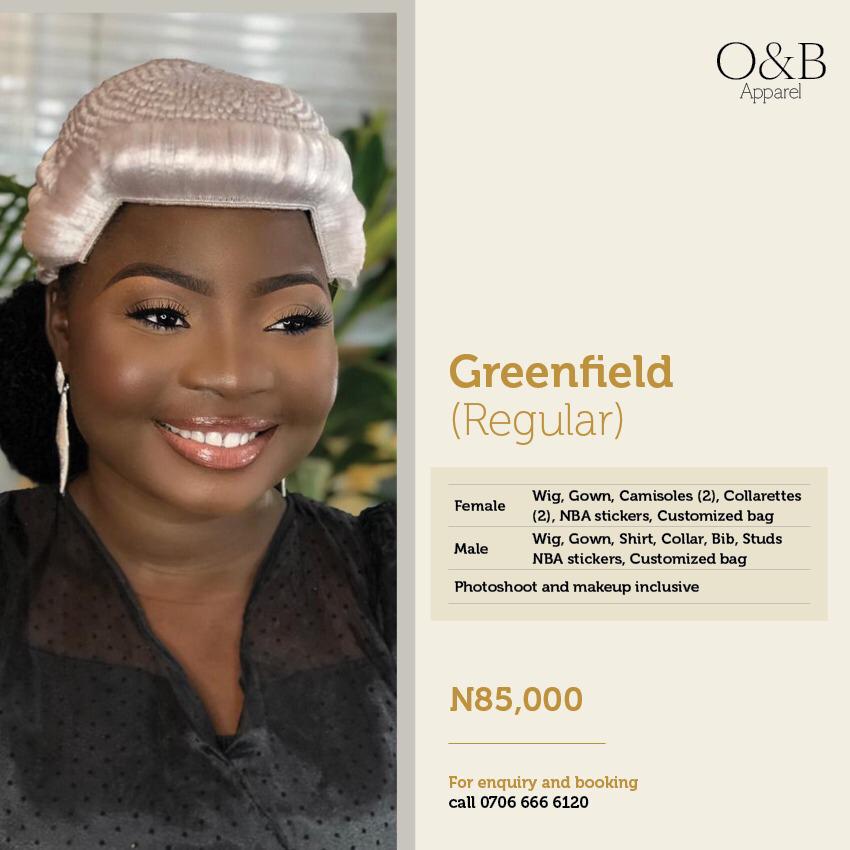 O&B
Apparel
Greenfield
(Regular)
Female
Wig, Gown, Camisoles (2), Collarettes
(2), NBA stickers, Customized bag
Male
Wig, Gown, Shirt, Collar, Bib, Studs
NBA stickers, Customized bag
Photoshoot and makeup inclusive
₦85,000
For enquiry and booking
call 0706 666 6120